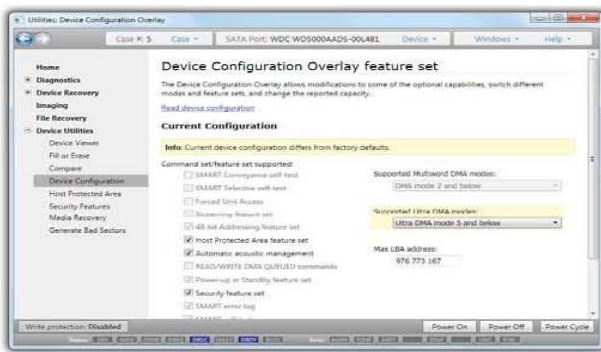 Utilities: Device Configuration Overlay
Case #: 5 Case SATA Port: WDC WD5000AADS-00L4B1 Device Windows Help
Home
Diagnostics
Device Recovery
Imaging
File Recovery
Device Utilities
Device Viewer
Fill or Erase
Compare
Device Configuration
Host Protected Area
Security Features
Media Recovery
Generate Bad Sectors
Device Configuration Overlay feature set
The Device Configuration Overlay allows modifications to some of the optional capabilities, switch different
modes and feature sets, and change the reported capacity.
Read device configuration
Current Configuration
Info: Current device configuration differs from factory defaults.
Command set/feature set supported:
SMART Conveyance self-test
SMART Selective self-test
Forced Unit Access
Streaming feature set
48-bit Addressing feature set
Host Protected Area feature set
Automatic acoustic management
READ/WRITE DMA QUEUED commands
Power-up in Standby feature set
Security feature set
SMART error log
Supported Multiword DMA modes:
DMA mode 2 and below
Supported Ultra DMA modes:
Ultra DMA mode 5 and below
Max LBA address:
976 773 167
Write protection: Disabled
Power On Power Off Power Cycle